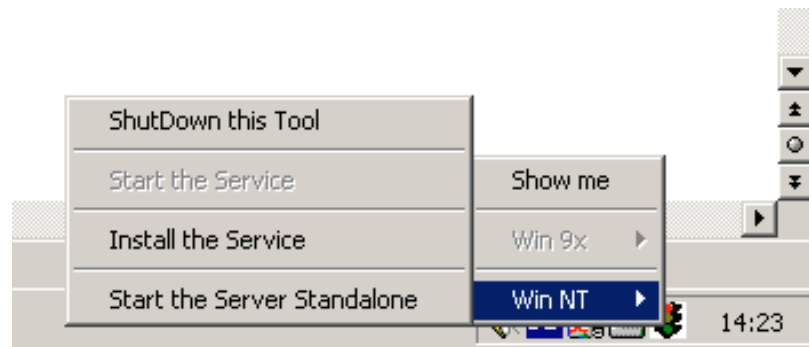 ShutDown this Tool
Start the Service
Install the Service
Start the Server Standalone
Show me
Win 9x
Win NT
14:23